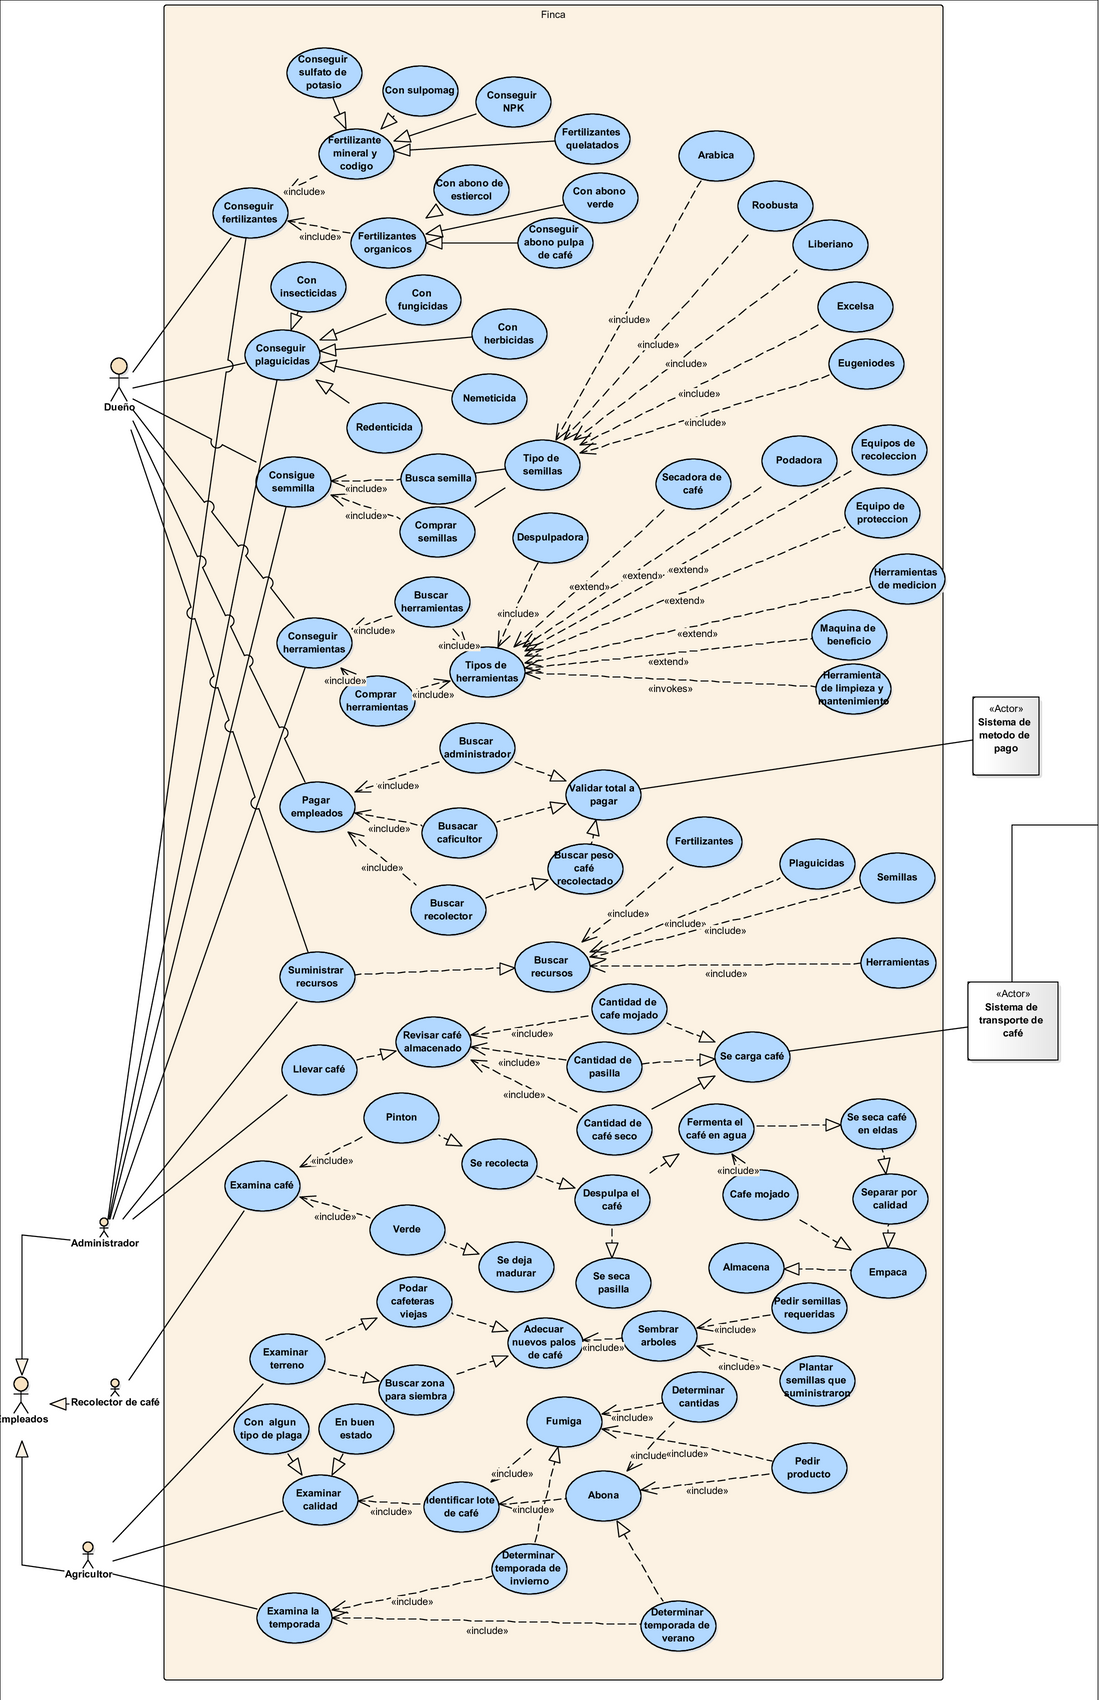 Finca
Conseguir
sulfato de
potasio
Con sulpomag
Conseguir
NPK
Fertilizante
mineral y
codigo
Fertilizantes
quelatados
Arabica
«include»
Con abono de
estiercol
Con abono
verde
Roobusta
Conseguir
fertilizantes
«include»
Fertilizantes
organicos
Conseguir
abono pulpa
de café
Liberiano
Con
insecticidas
Con
fungicidas
Excelsa
«include»
Con
herbicidas
«include»
Conseguir
plaguicidas
«include»
Eugeniodes
Dueño
Nemeticida
«include»
Redenticida
«include»
Equipos de
recoleccion
Tipo de
semillas
Podadora
Consigue
semmilla
Busca semilla
«include»
Secadora de
café
«include»
Comprar
semillas
Equipo de
proteccion
Despulpadora
«extend»
«extend»
«extend»
Herramientas
de medicion
Buscar
herramientas
«extend»
«include»
«include»
Conseguir
herramientas
«include»
«extend»
Maquina de
beneficio
Tipos de
herramientas
«extend»
«include»
Comprar
herramientas
«include»
«invokes»
Herramienta
de limpieza y
mantenimiento
«Actor»
Sistema de
metodo de
pago
Buscar
administrador
«include»
Validar total a
pagar
Pagar
empleados
«include»
Busacar
caficultor
Fertilizantes
Buscar peso
café
recolectado
«include»
Plaguicidas
Semillas
Buscar
recolector
«include»
«include»
«include»
Suministrar
recursos
Buscar
recursos
«include»
Herramientas
«Actor»
Sistema de
transporte de
café
Cantidad de
cafe mojado
«include»
Revisar café
almacenado
Llevar café
«include»
Cantidad de
pasilla
Se carga café
«include»
Cantidad de
café seco
Pinton
Fermenta el
café en agua
Se seca café
en eldas
«include»
Se recolecta
«include»
Examina café
Despulpa el
café
Cafe mojado
Separar por
calidad
«include»
Verde
Administrador
Se deja
madurar
Se seca
pasilla
Almacena
Empaca
Podar
cafeteras
viejas
Pedir semillas
requeridas
Adecuar
nuevos palos
de café
«include»
Sembrar
arboles
«include»
Examinar
terreno
«include»
Plantar
semillas que
suministraron
Buscar zona
para siembra
Recolector de café
Empleados
Determinar
cantidas
Con algun
tipo de plaga
En buen
estado
Fumiga
«include»
«include»
«include»
Pedir
producto
«include»
Examinar
calidad
«include»
Identificar lote
de café
«include»
Abona
«include»
Agricultor
Determinar
temporada de
invierno
«include»
Examina la
temporada
«include»
Determinar
temporada de
verano